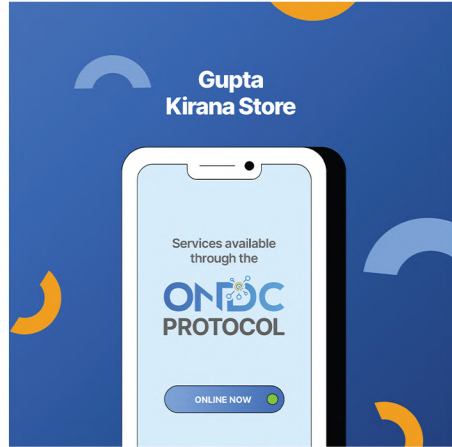 Gupta
Kirana Store
Services available
through the
ONDC
PROTOCOL
ONLINE NOW